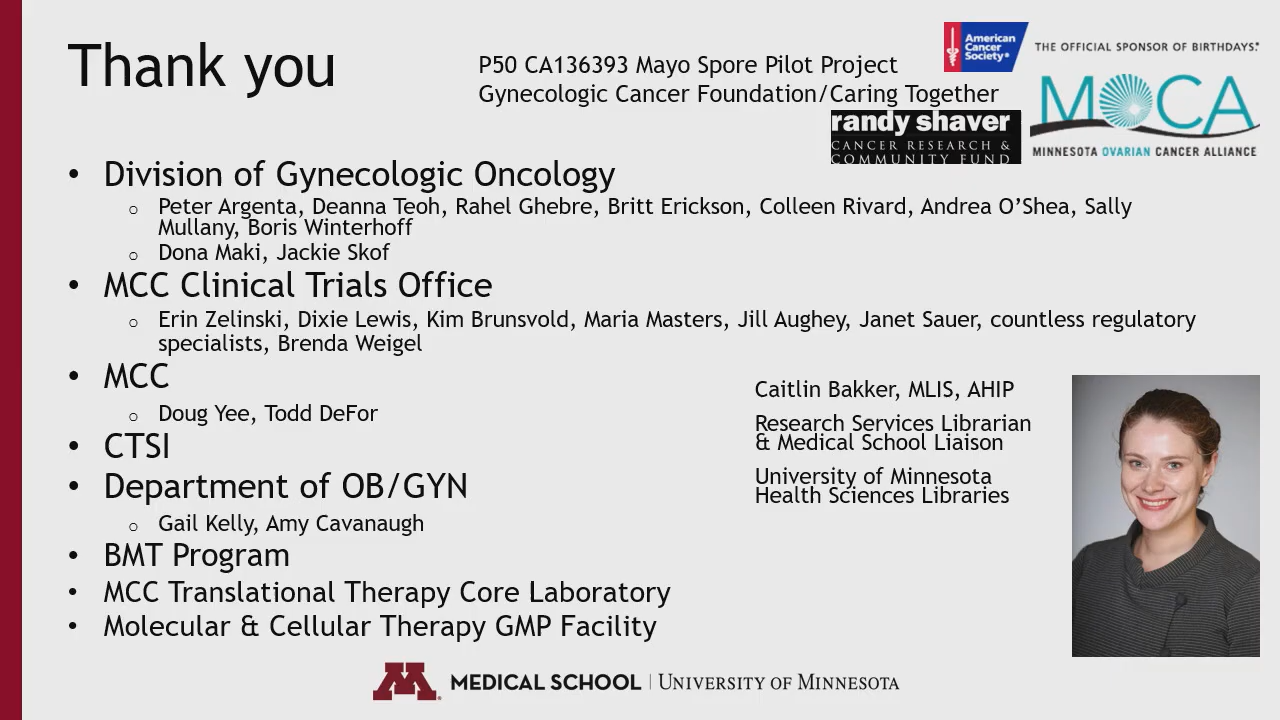 Thank you
P50 CA136393 Mayo Spore Pilot Project
Gynecologic Cancer Foundation/Caring Together
American
Cancer
Society®
THE OFFICIAL SPONSOR OF BIRTHDAYS.®
randy shaver
CANCER RESEARCH &
COMMUNITY FUND
MOCA
MINNESOTA OVARIAN CANCER ALLIANCE
• Division of Gynecologic Oncology
o Peter Argenta, Deanna Teoh, Rahel Ghebre, Britt Erickson, Colleen Rivard, Andrea O’Shea, Sally
Mullany, Boris Winterhoff
o Dona Maki, Jackie Skof
• MCC Clinical Trials Office
o Erin Zelinski, Dixie Lewis, Kim Brunsvold, Maria Masters, Jill Aughey, Janet Sauer, countless regulatory
specialists, Brenda Weigel
• MCC
o Doug Yee, Todd DeFor
• CTSI
• Department of OB/GYN
o Gail Kelly, Amy Cavanaugh
• BMT Program
• MCC Translational Therapy Core Laboratory
• Molecular & Cellular Therapy GMP Facility
Caitlin Bakker, MLIS, AHIP
Research Services Librarian
& Medical School Liaison
University of Minnesota
Health Sciences Libraries
M® MEDICAL SCHOOL | UNIVERSITY OF MINNESOTA